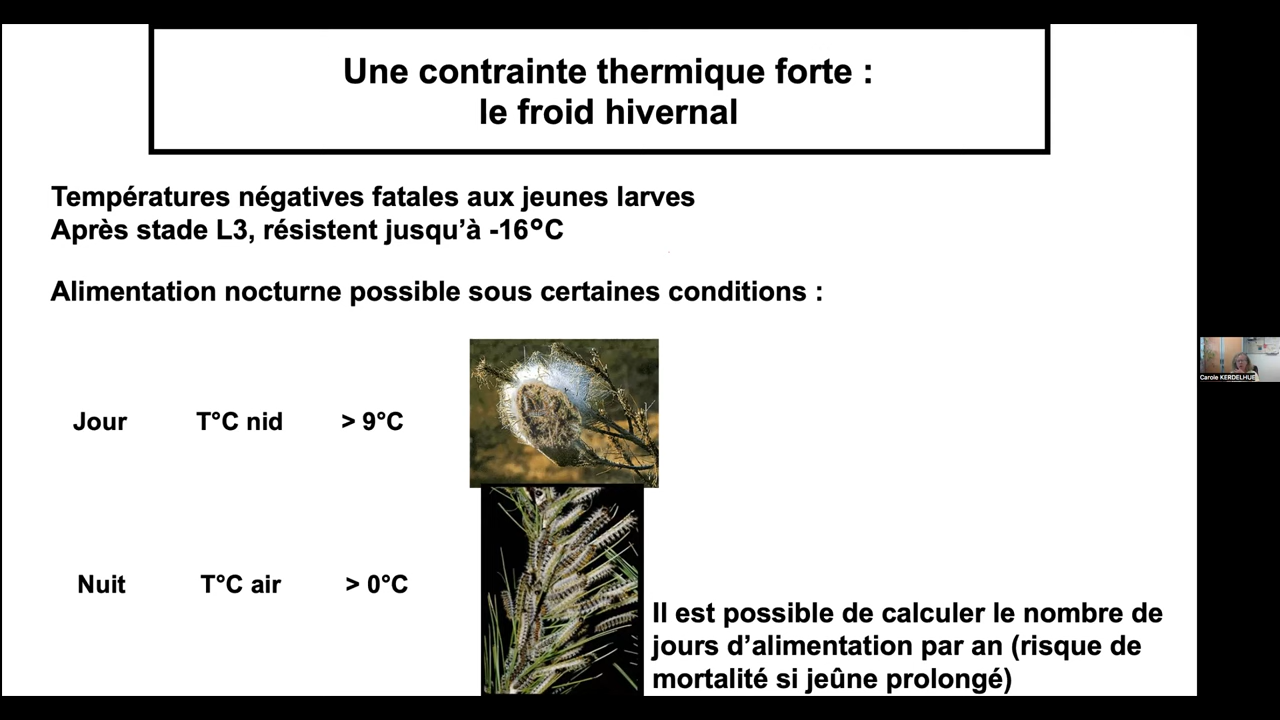 Une contrainte thermique forte :
le froid hivernal
Températures négatives fatales aux jeunes larves
Après stade L3, résistent jusqu’à -16°C
Alimentation nocturne possible sous certaines conditions :
Jour T°C nid > 9°C
Carole KERDELHUE
Nuit T°C air > 0°C
Il est possible de calculer le nombre de
jours d’alimentation par an (risque de
mortalité si jeûne prolongé)